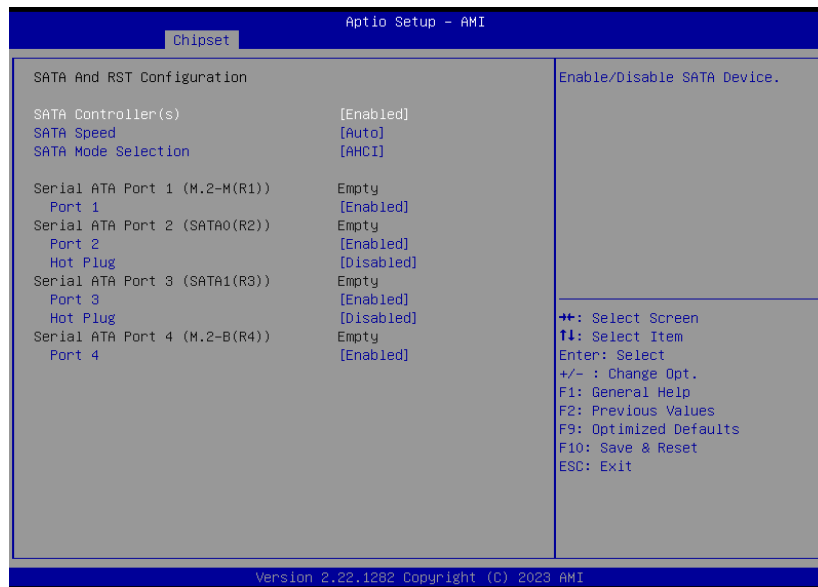 Aptio Setup – AMI
Chipset
SATA And RST Configuration
SATA Controller(s) [Enabled]
SATA Speed [Auto]
SATA Mode Selection [AHCI]
Serial ATA Port 1 (M.2-M(R1)) Empty
Port 1 [Enabled]
Serial ATA Port 2 (SATA0(R2)) Empty
Port 2 [Enabled]
Hot Plug [Disabled]
Serial ATA Port 3 (SATA1(R3)) Empty
Port 3 [Enabled]
Hot Plug [Disabled]
Serial ATA Port 4 (M.2-B(R4)) Empty
Port 4 [Enabled]
Enable/Disable SATA Device.
→←: Select Screen
↑↓: Select Item
Enter: Select
+/- : Change Opt.
F1: General Help
F2: Previous Values
F9: Optimized Defaults
F10: Save & Reset
ESC: Exit
Version 2.22.1282 Copyright (C) 2023 AMI